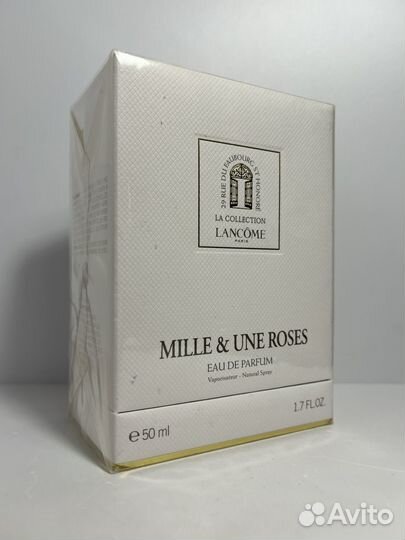 29 RUE DU FAUBOURG ST HONORÉ
LA COLLECTION
LANCÔME
PARIS
MILLE & UNE ROSES
EAU DE PARFUM
Vaporisateur - Natural Spray
e 50 ml
1.7 FL.OZ.
Avito